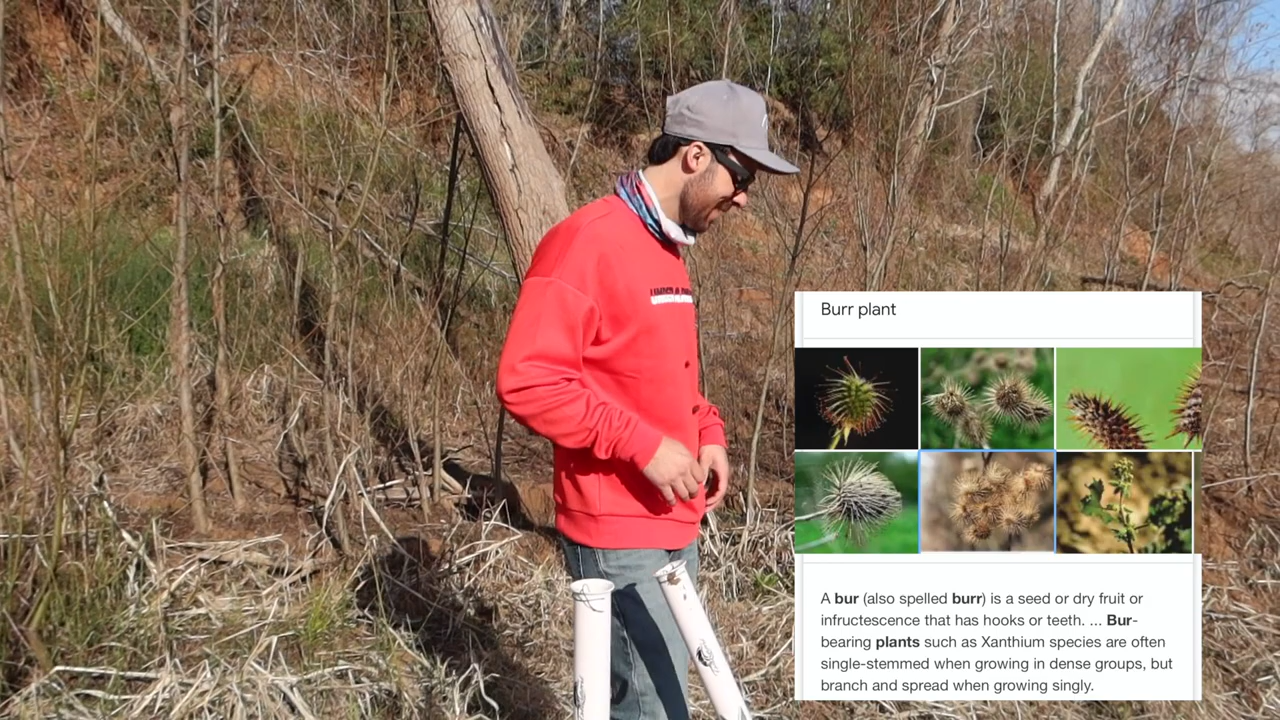 Burr plant
A bur (also spelled burr) is a seed or dry fruit or
infructescence that has hooks or teeth. ... Bur-
bearing plants such as Xanthium species are often
single-stemmed when growing in dense groups, but
branch and spread when growing singly.